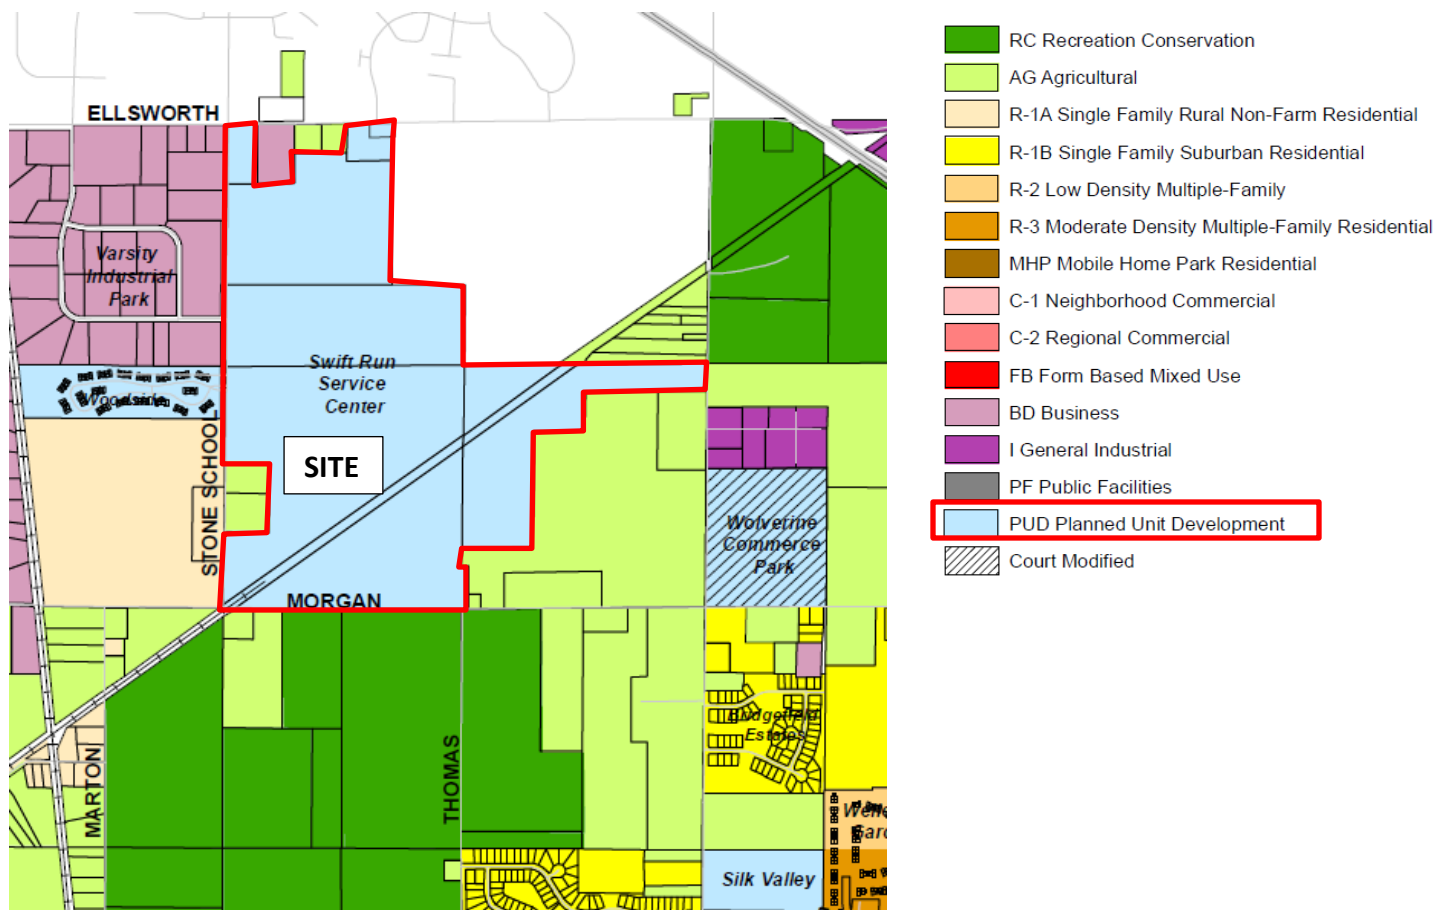 ELLSWORTH
Varsity
Industrial
Park
Swift Run
Service
Center
Woodside
STONE SCHOOL
SITE
MORGAN
Wolverine
Commerce
Park
Bridgefield
Estates
THOMAS
MARTON
Silk Valley
RC Recreation Conservation
AG Agricultural
R-1A Single Family Rural Non-Farm Residential
R-1B Single Family Suburban Residential
R-2 Low Density Multiple-Family
R-3 Moderate Density Multiple-Family Residential
MHP Mobile Home Park Residential
C-1 Neighborhood Commercial
C-2 Regional Commercial
FB Form Based Mixed Use
BD Business
I General Industrial
PF Public Facilities
PUD Planned Unit Development
Court Modified